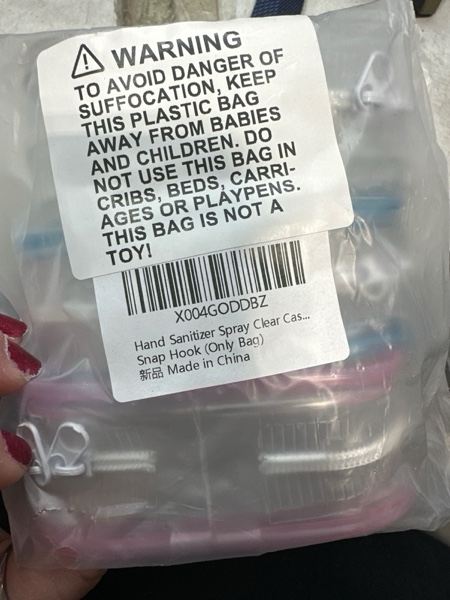 WARNING
TO AVOID DANGER OF
SUFFOCATION, KEEP
THIS PLASTIC BAG
AWAY FROM BABIES
AND CHILDREN. DO
NOT USE THIS BAG IN
CRIBS, BEDS, CARRI-
AGES OR PLAYPENS.
THIS BAG IS NOT A
TOY!
X004GODDBZ
Hand Sanitizer Spray Clear Cas...
Snap Hook (Only Bag)
新品 Made in China